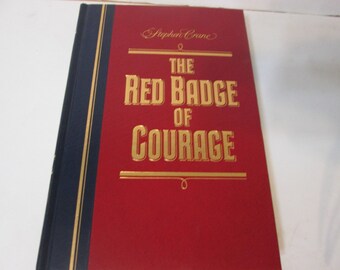 Stephen Crane
THE
RED BADGE
OF
COURAGE